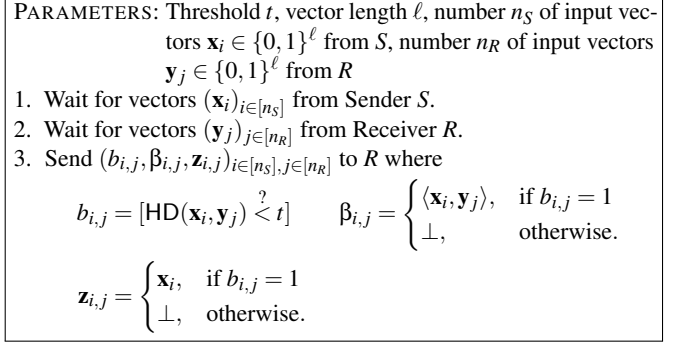 PARAMETERS: Threshold t, vector length ℓ, number n_S of input vec-
tors x_i ∈ {0,1}^ℓ from S, number n_R of input vectors
y_j ∈ {0,1}^ℓ from R
1. Wait for vectors (x_i)_{i∈[n_S]} from Sender S.
2. Wait for vectors (y_j)_{j∈[n_R]} from Receiver R.
3. Send (b_{i,j}, β_{i,j}, z_{i,j})_{i∈[n_S], j∈[n_R]} to R where
b_{i,j} = [HD(x_i, y_j) <^? t] β_{i,j} = { ⟨x_i, y_j⟩, if b_{i,j} = 1
⊥, otherwise.
z_{i,j} = { x_i, if b_{i,j} = 1
⊥, otherwise.